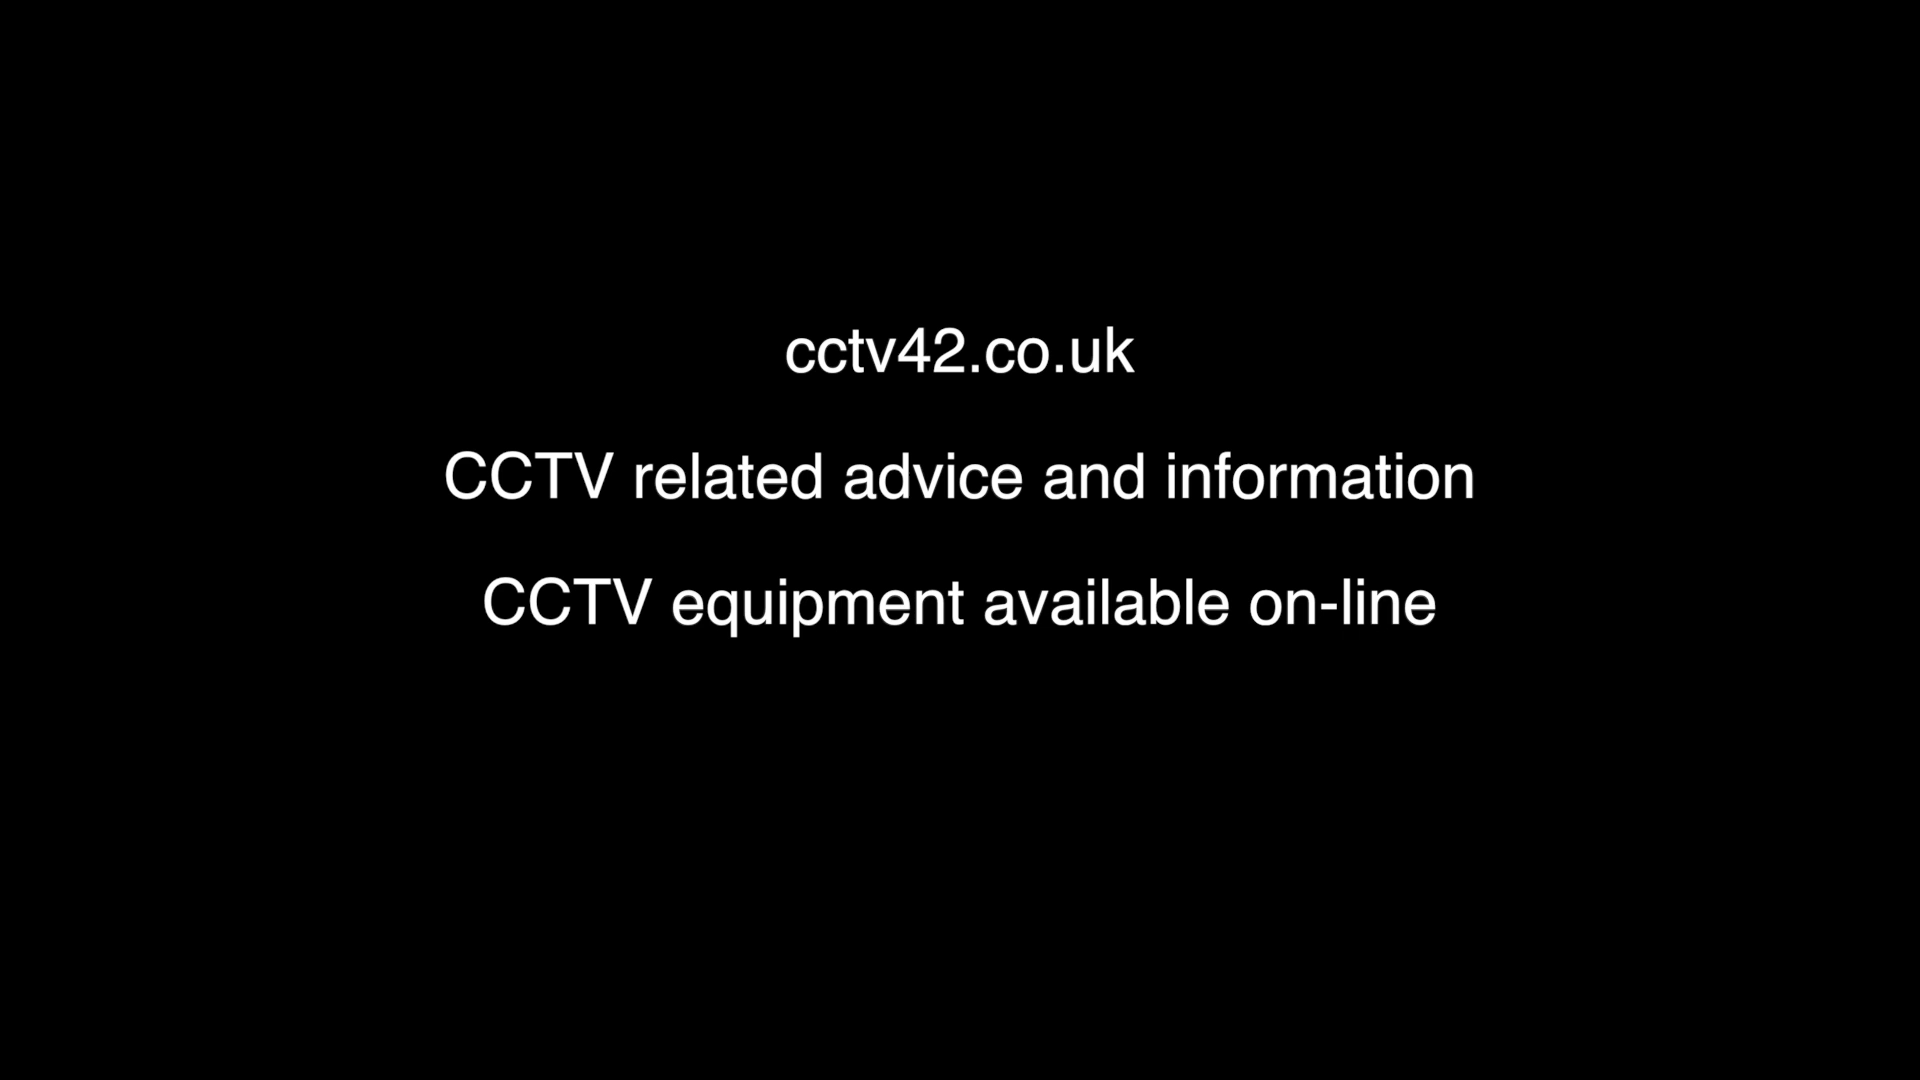 cctv42.co.uk
CCTV related advice and information
CCTV equipment available on-line